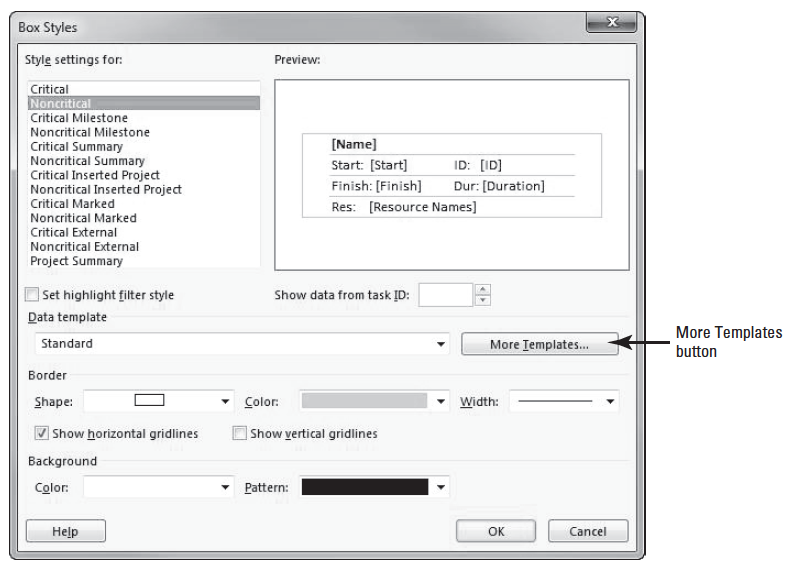 Box Styles
Style settings for:
Preview:
Critical
Noncritical
Critical Milestone
Noncritical Milestone
Critical Summary
Noncritical Summary
Critical Inserted Project
Noncritical Inserted Project
Critical Marked
Noncritical Marked
Critical External
Noncritical External
Project Summary
[Name]
Start: [Start] ID: [ID]
Finish: [Finish] Dur: [Duration]
Res: [Resource Names]
Set highlight filter style
Show data from task ID:
Data template
Standard
More Templates...
More Templates
button
Border
Shape: Color: Width:
Show horizontal gridlines Show vertical gridlines
Background
Color: Pattern:
Help OK Cancel